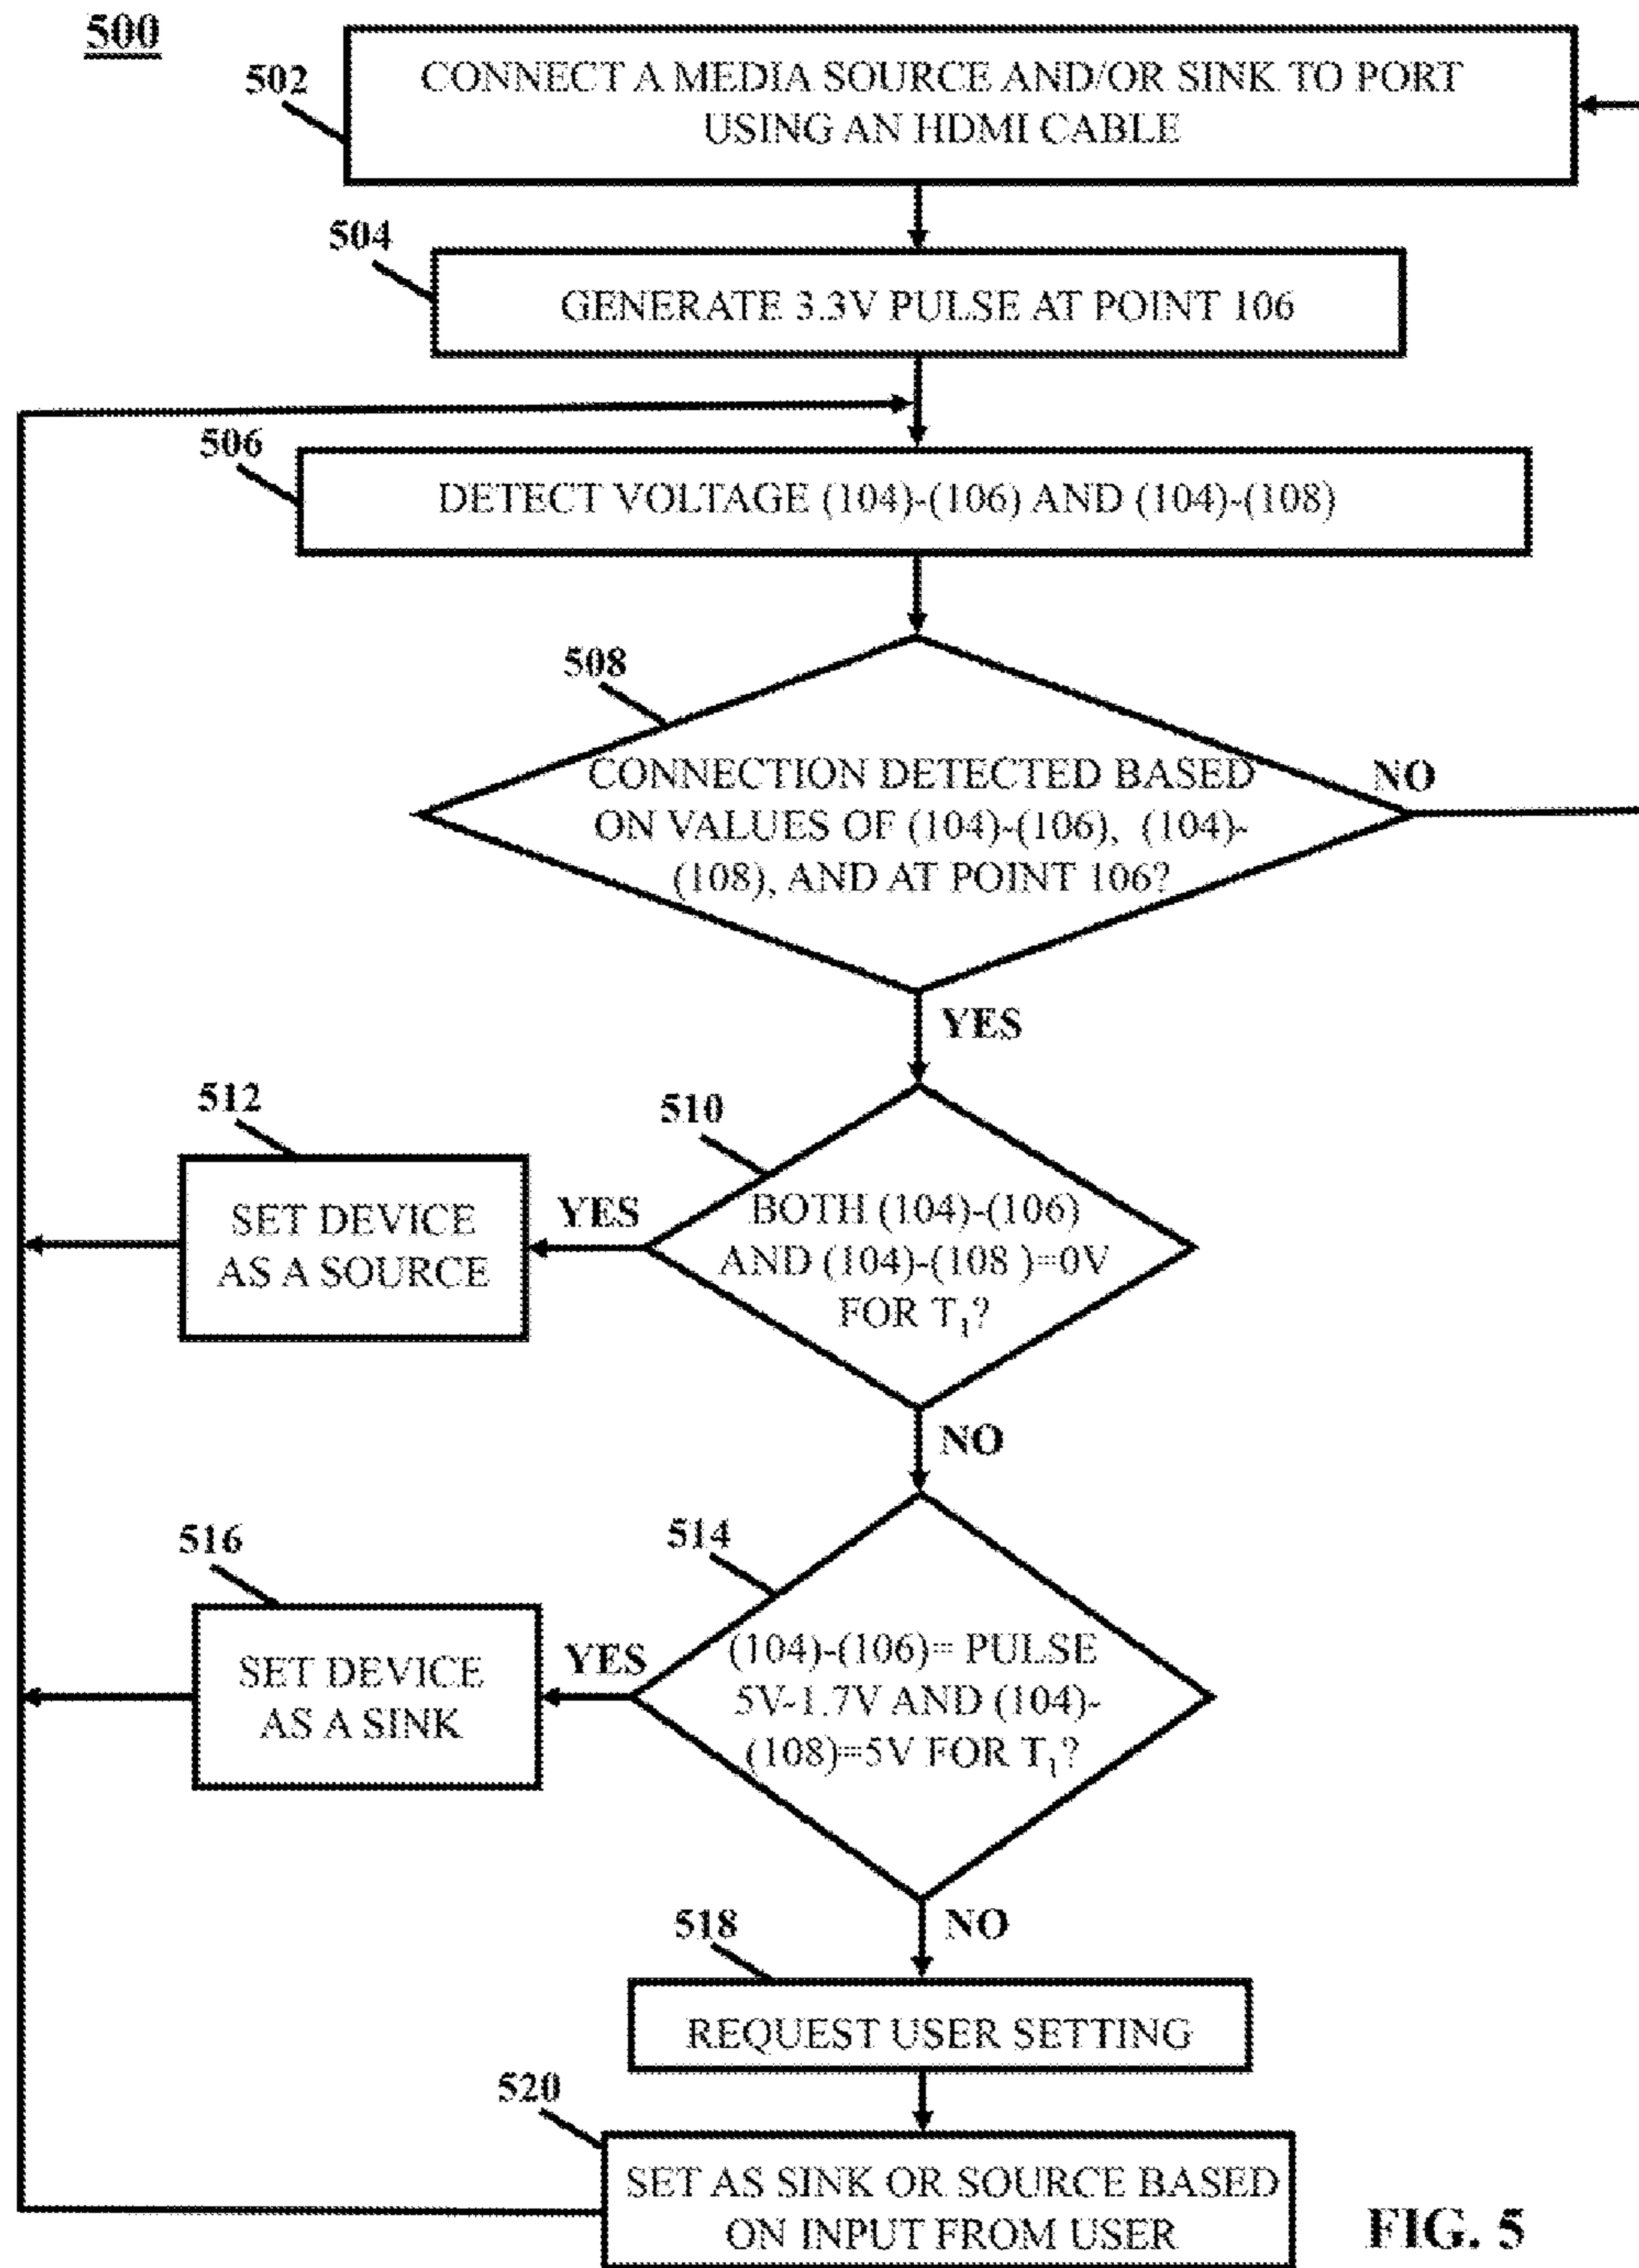 500
502
CONNECT A MEDIA SOURCE AND/OR SINK TO PORT
USING AN HDMI CABLE
504
GENERATE 3.3V PULSE AT POINT 106
506
DETECT VOLTAGE (104)-(106) AND (104)-(108)
508
CONNECTION DETECTED BASED
ON VALUES OF (104)-(106), (104)-
(108), AND AT POINT 106?
NO
YES
510
BOTH (104)-(106)
AND (104)-(108 )=0V
FOR T₁?
YES
512
SET DEVICE
AS A SOURCE
NO
514
(104)-(106)= PULSE
5V-1.7V AND (104)-
(108)=5V FOR T₁?
YES
516
SET DEVICE
AS A SINK
NO
518
REQUEST USER SETTING
520
SET AS SINK OR SOURCE BASED
ON INPUT FROM USER
FIG. 5